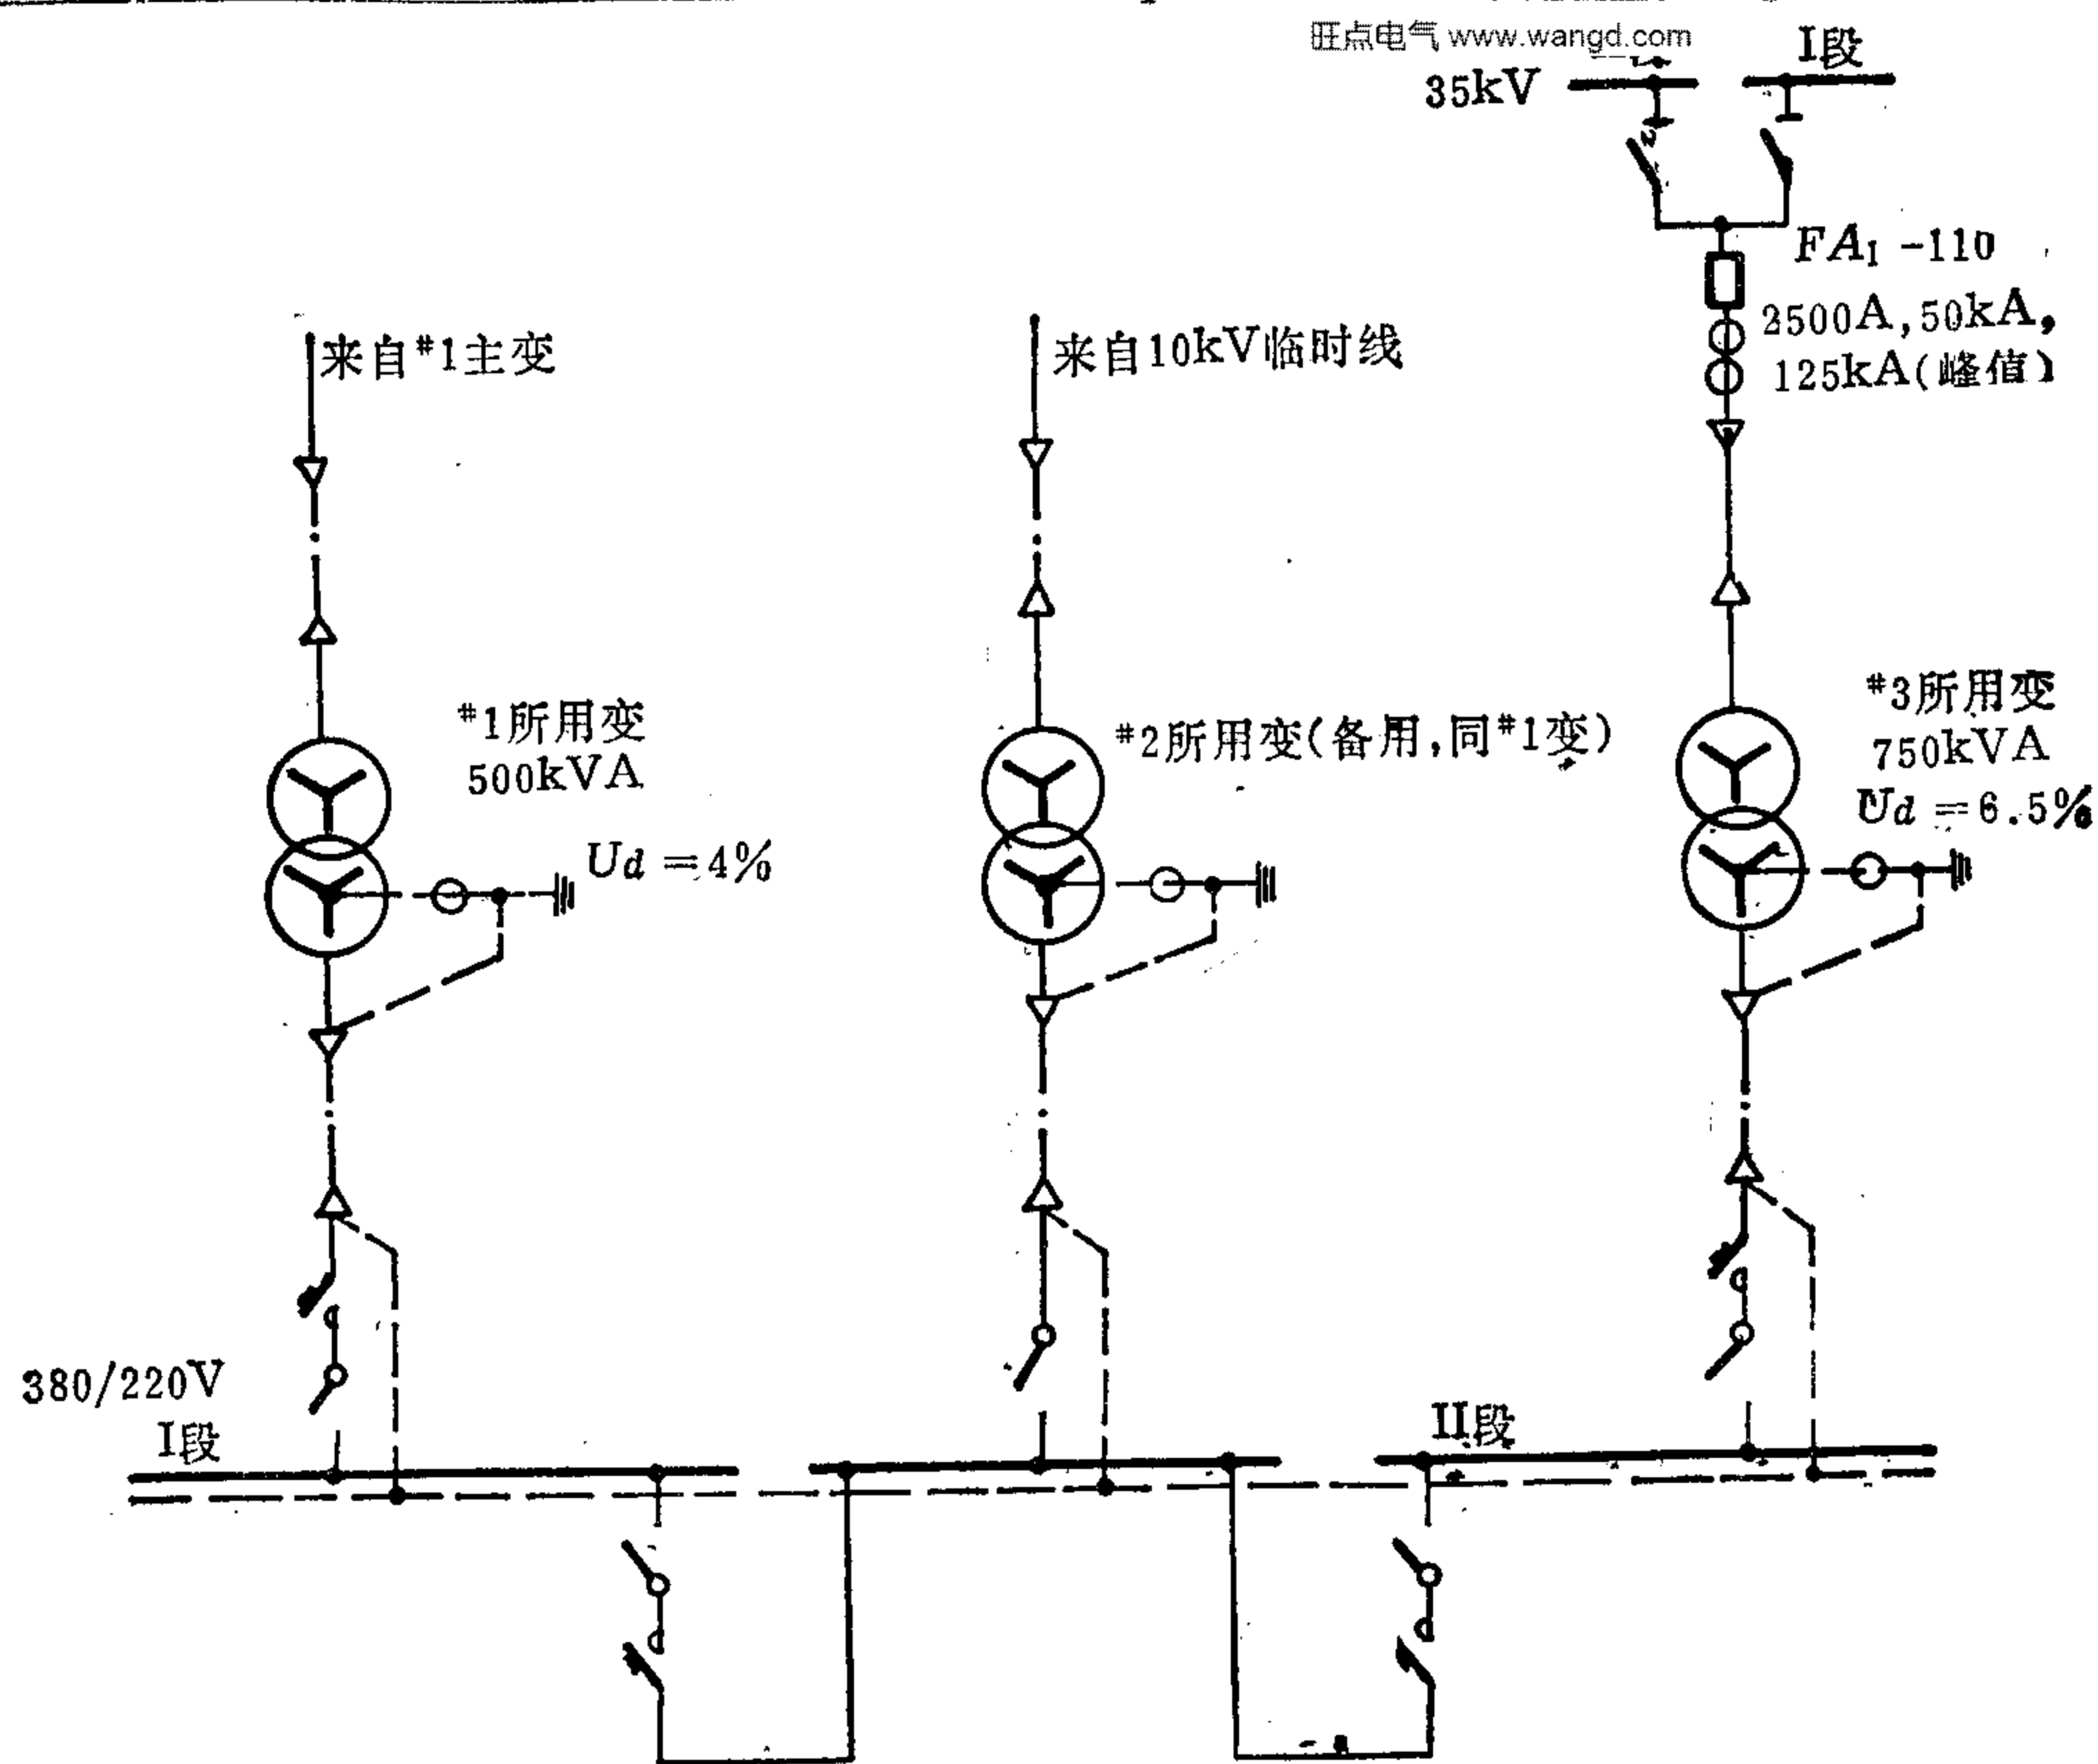 旺点电气 www.wangd.com
I段
35kV
FA₁ -110
2500A,50kA,
125kA(峰值)
来自#1主变
来自10kV临时线
#1所用变
500kVA
Ud=4%
#2所用变(备用,同#1变)
#3所用变
750kVA
Ud=6.5%
380/220V
I段
II段